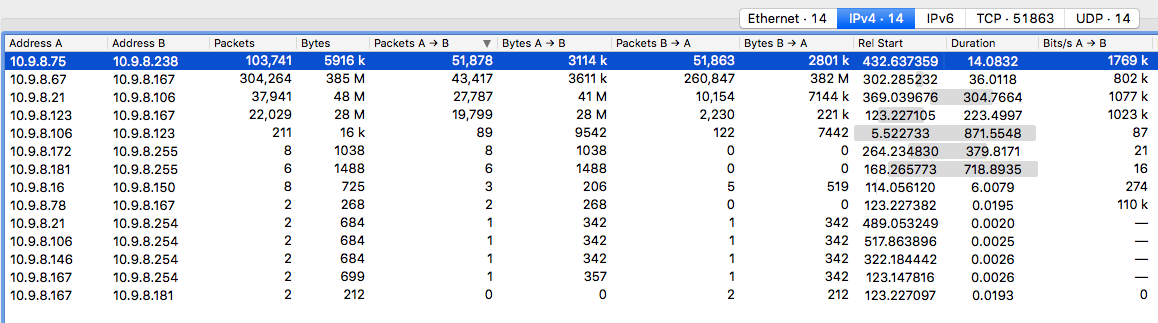 Ethernet · 14 IPv4 · 14 IPv6 TCP · 51863 UDP · 14
Address A Address B Packets Bytes Packets A → B Bytes A → B Packets B → A Bytes B → A Rel Start Duration Bits/s A → B
10.9.8.75 10.9.8.238 103,741 5916 k 51,878 3114 k 51,863 2801 k 432.637359 14.0832 1769 k
10.9.8.67 10.9.8.167 304,264 385 M 43,417 3611 k 260,847 382 M 302.285232 36.0118 802 k
10.9.8.21 10.9.8.106 37,941 48 M 27,787 41 M 10,154 7144 k 369.039676 304.7664 1077 k
10.9.8.123 10.9.8.167 22,029 28 M 19,799 28 M 2,230 221 k 123.227105 223.4997 1023 k
10.9.8.106 10.9.8.123 211 16 k 89 9542 122 7442 5.522733 871.5548 87
10.9.8.172 10.9.8.255 8 1038 8 1038 0 0 264.234830 379.8171 21
10.9.8.181 10.9.8.255 6 1488 6 1488 0 0 168.265773 718.8935 16
10.9.8.16 10.9.8.150 8 725 3 206 5 519 114.056120 6.0079 274
10.9.8.78 10.9.8.167 2 268 2 268 0 0 123.227382 0.0195 110 k
10.9.8.21 10.9.8.254 2 684 1 342 1 342 489.053249 0.0020 —
10.9.8.106 10.9.8.254 2 684 1 342 1 342 517.863896 0.0025 —
10.9.8.146 10.9.8.254 2 684 1 342 1 342 322.184442 0.0026 —
10.9.8.167 10.9.8.254 2 699 1 357 1 342 123.147816 0.0026 —
10.9.8.167 10.9.8.181 2 212 0 0 2 212 123.227097 0.0193 0